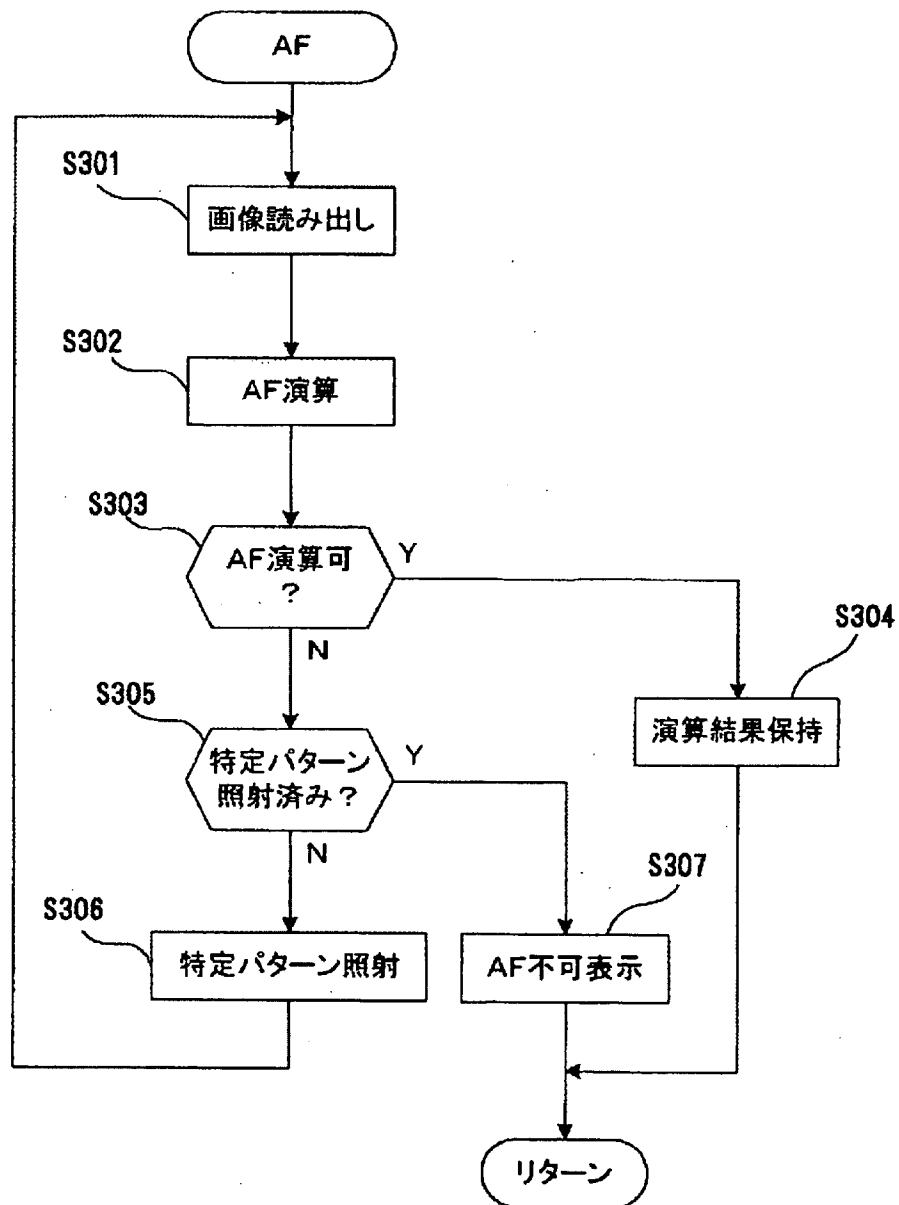 AF
S301
画像読み出し
S302
AF演算
S303
AF演算可
?
Y
N
S304
演算結果保持
S305
特定パターン
照射済み?
Y
N
S306
特定パターン照射
S307
AF不可表示
リターン